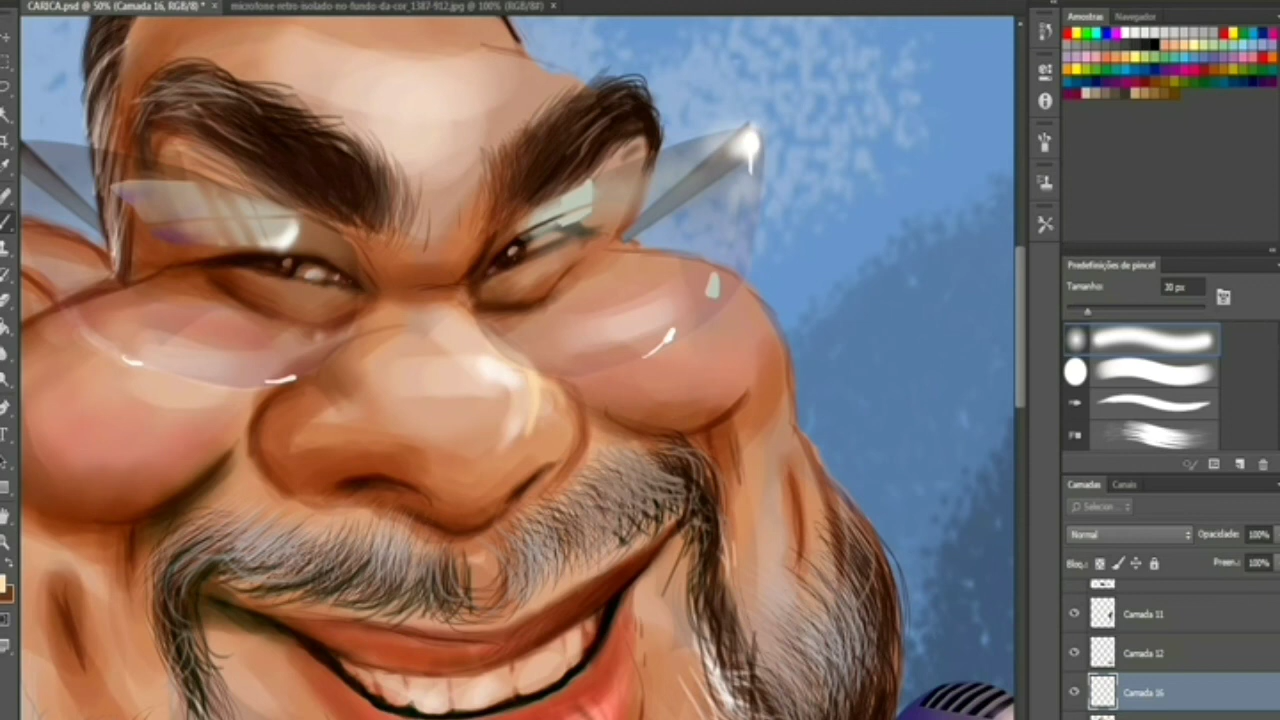 CARICA.psd @ 50% (Camada 16, RGB/8) * ×
microfone-retro-isolado-no-fundo-da-cor_1387-912.jpg @ 100% (RGB/8#) ×
Amostras Navegador
Predefinições de pincel
Tamanho: 20 px
Camadas Canais
Selecion...
Normal Opacidade: 100%
Bloq.: Preen.: 100%
Camada 11
Camada 12
Camada 16